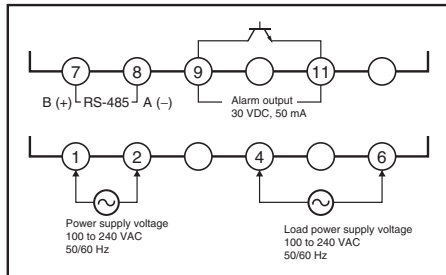 7 8 9 11
B (+) RS-485 A (−) Alarm output
30 VDC, 50 mA
1 2 4 6
Power supply voltage
100 to 240 VAC
50/60 Hz
Load power supply voltage
100 to 240 VAC
50/60 Hz